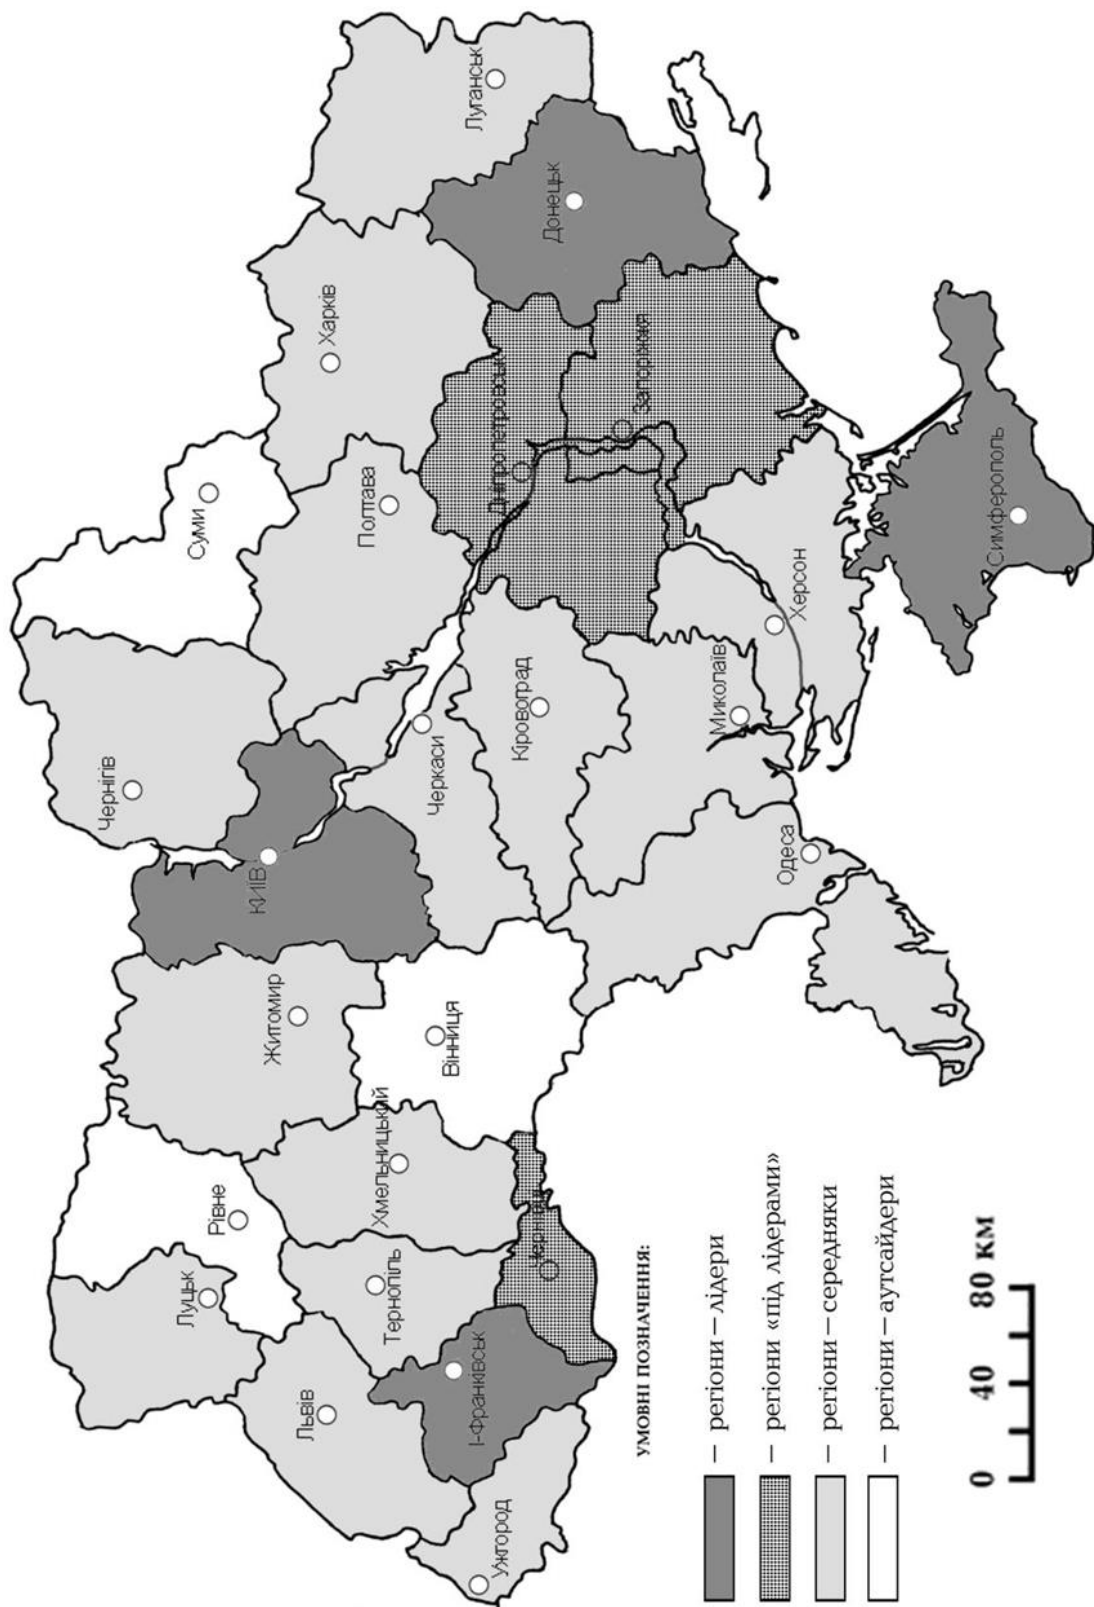 Чернігів
Суми
Луцьк
Рівне
Житомир
КИЇВ
Харків
Луганськ
Львів
Тернопіль
Хмельницький
Вінниця
Черкаси
Полтава
Ужгород
І-Франківськ
Чернівці
Кіровоград
Дніпропетровськ
Донецьк
Запоріжжя
Миколаїв
Одеса
Херсон
Симферополь
УМОВНІ ПОЗНАЧЕННЯ:
– регіони – лідери
– регіони «під лідерами»
– регіони – середняки
– регіони – аутсайдери
0 40 80 КМ